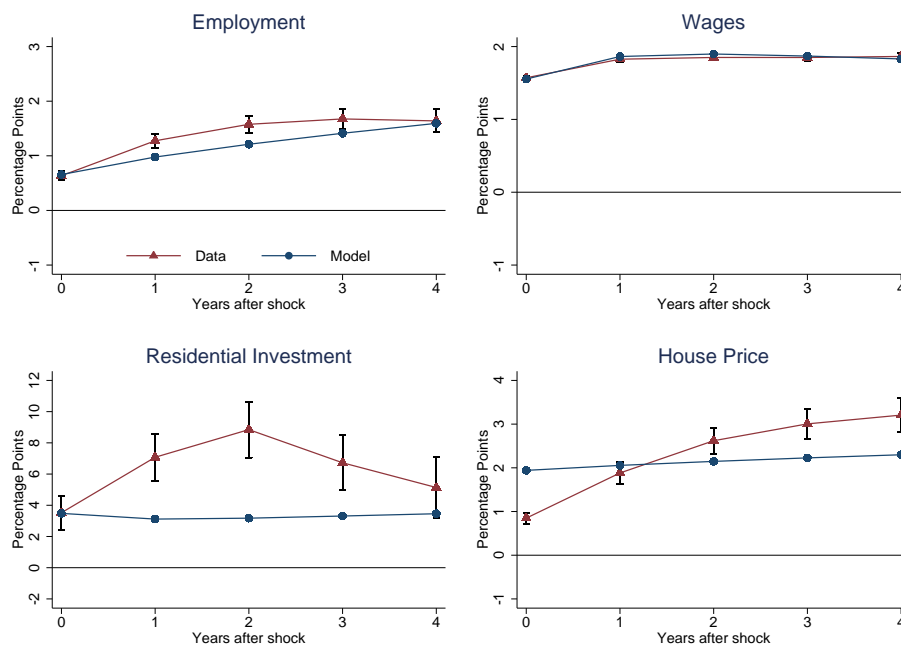 Employment
Percentage Points
3
2
1
0
-1
Data
Model
0 1 2 3 4
Years after shock
Wages
Percentage Points
2
1
0
-1
0 1 2 3 4
Years after shock
Residential Investment
Percentage Points
12
10
8
6
4
2
0
-2
0 1 2 3 4
Years after shock
House Price
Percentage Points
4
3
2
1
0
-1
0 1 2 3 4
Years after shock